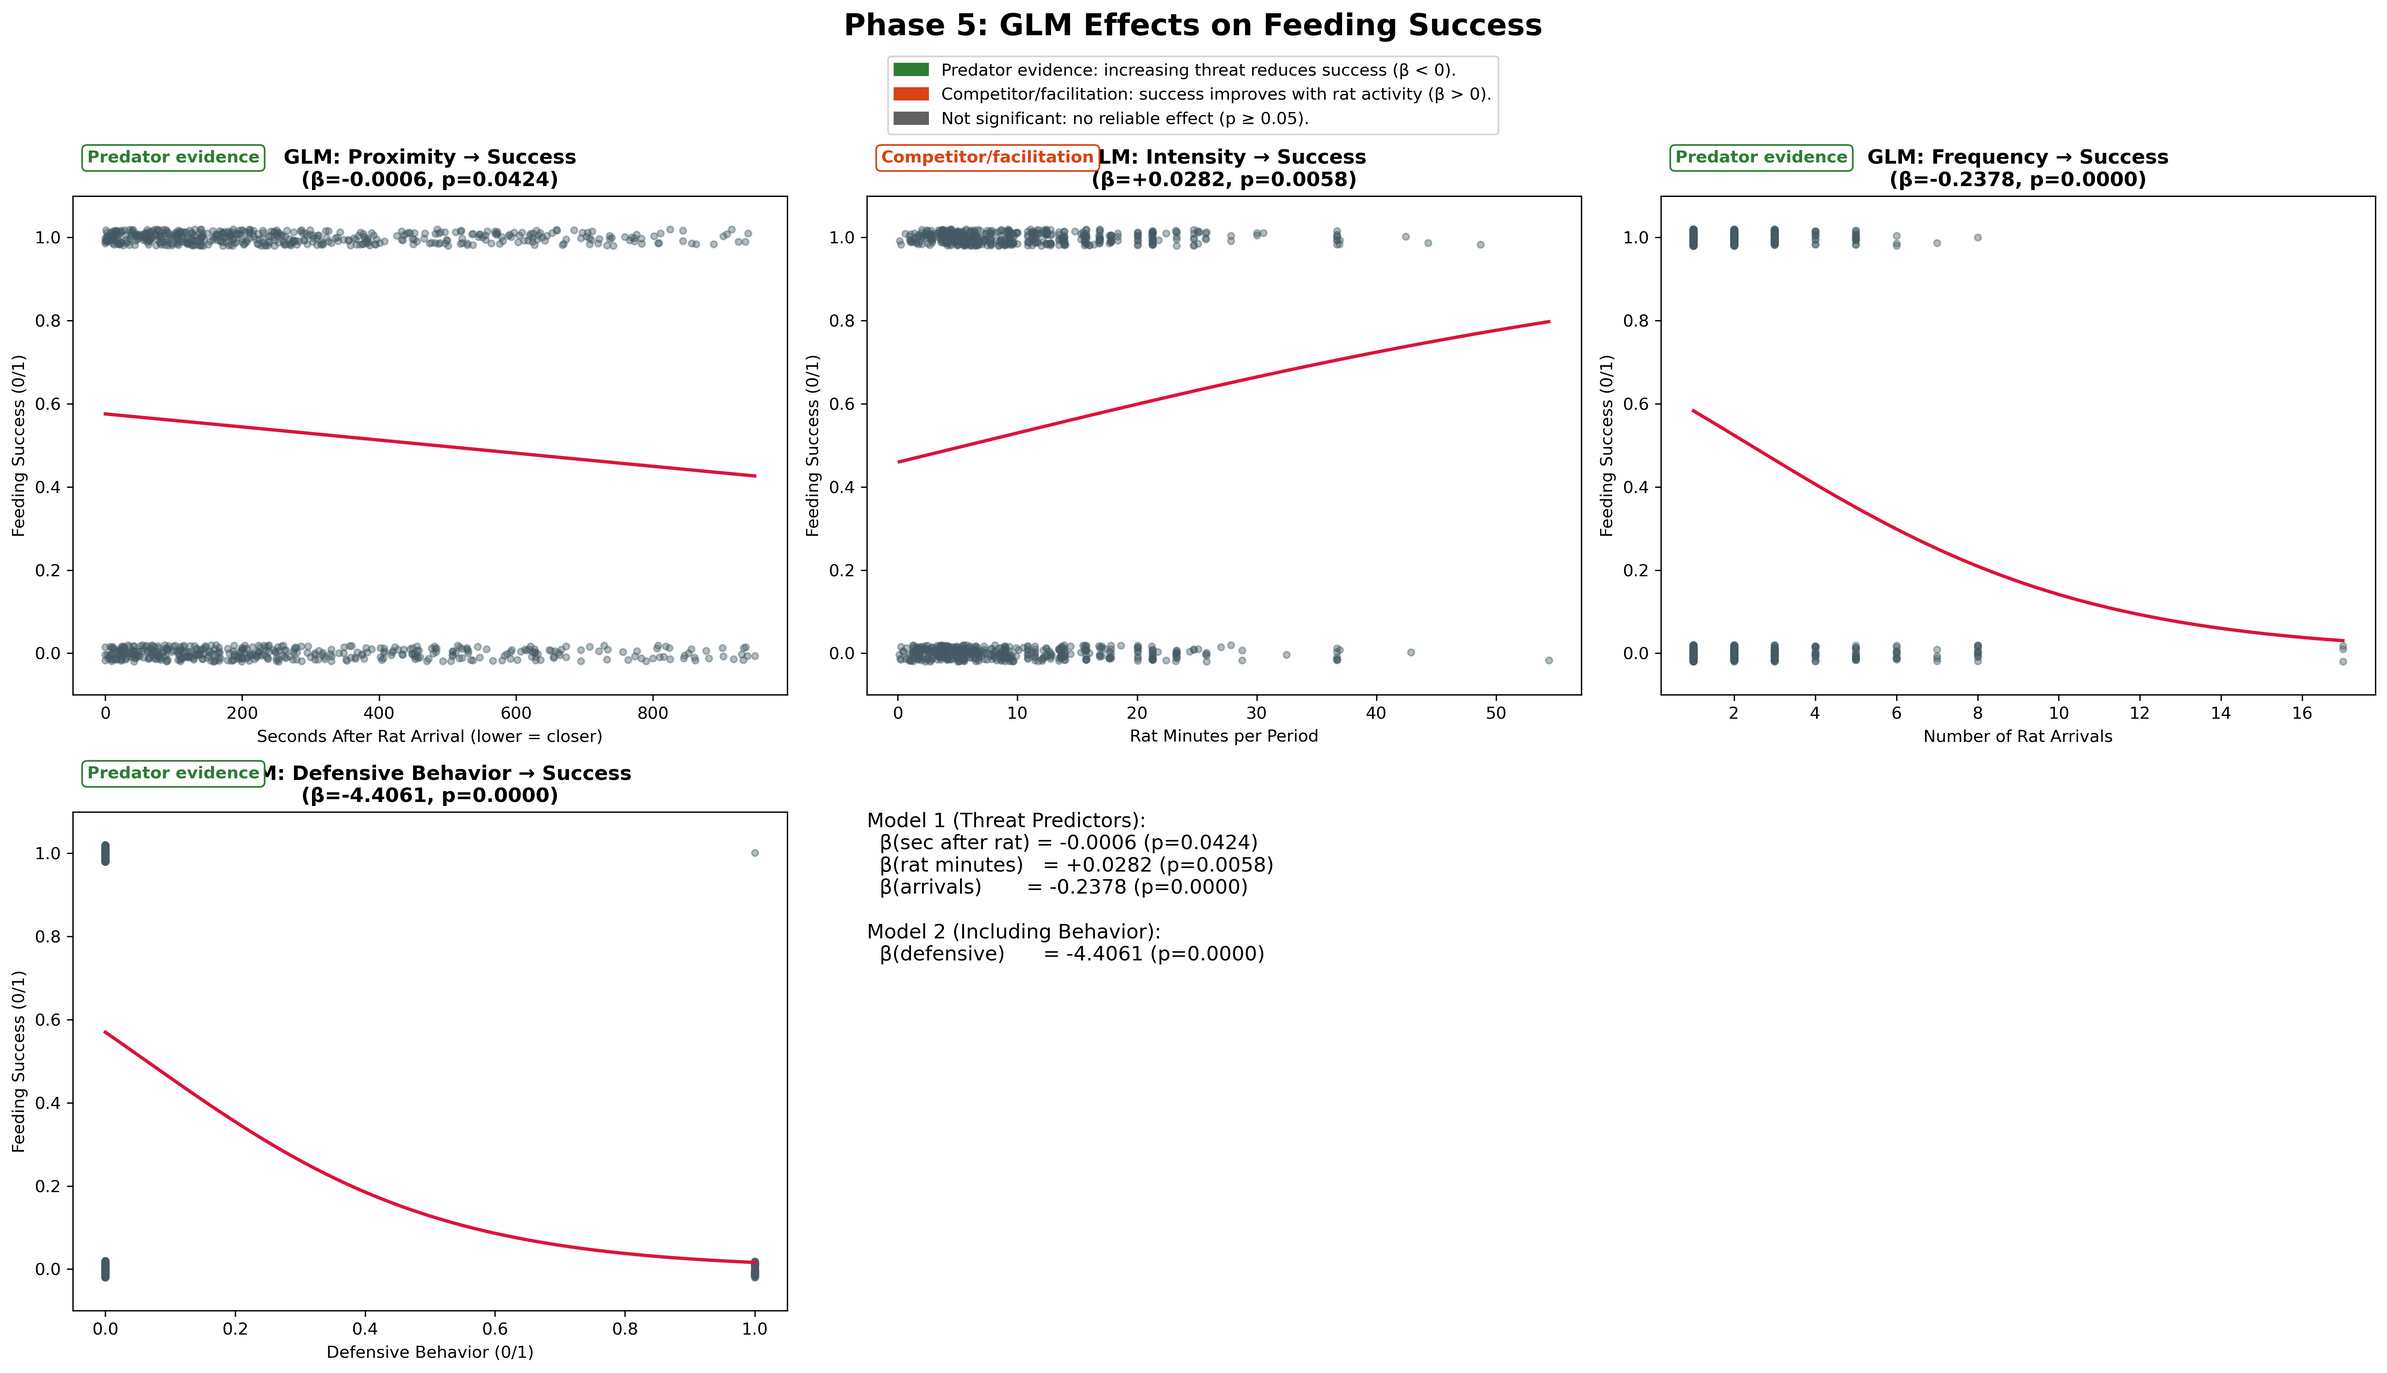 Phase 5: GLM Effects on Feeding Success
Predator evidence: increasing threat reduces success (β < 0).
Competitor/facilitation: success improves with rat activity (β > 0).
Not significant: no reliable effect (p ≥ 0.05).
Predator evidence
GLM: Proximity → Success
(β=-0.0006, p=0.0424)
1.0
0.8
0.6
0.4
0.2
0.0
Feeding Success (0/1)
0 200 400 600 800
Seconds After Rat Arrival (lower = closer)
Competitor/facilitation
LM: Intensity → Success
(β=+0.0282, p=0.0058)
1.0
0.8
0.6
0.4
0.2
0.0
Feeding Success (0/1)
0 10 20 30 40 50
Rat Minutes per Period
Predator evidence
GLM: Frequency → Success
(β=-0.2378, p=0.0000)
1.0
0.8
0.6
0.4
0.2
0.0
Feeding Success (0/1)
2 4 6 8 10 12 14 16
Number of Rat Arrivals
Predator evidence
M: Defensive Behavior → Success
(β=-4.4061, p=0.0000)
1.0
0.8
0.6
0.4
0.2
0.0
Feeding Success (0/1)
0.0 0.2 0.4 0.6 0.8 1.0
Defensive Behavior (0/1)
Model 1 (Threat Predictors):
β(sec after rat) = -0.0006 (p=0.0424)
β(rat minutes) = +0.0282 (p=0.0058)
β(arrivals) = -0.2378 (p=0.0000)
Model 2 (Including Behavior):
β(defensive) = -4.4061 (p=0.0000)